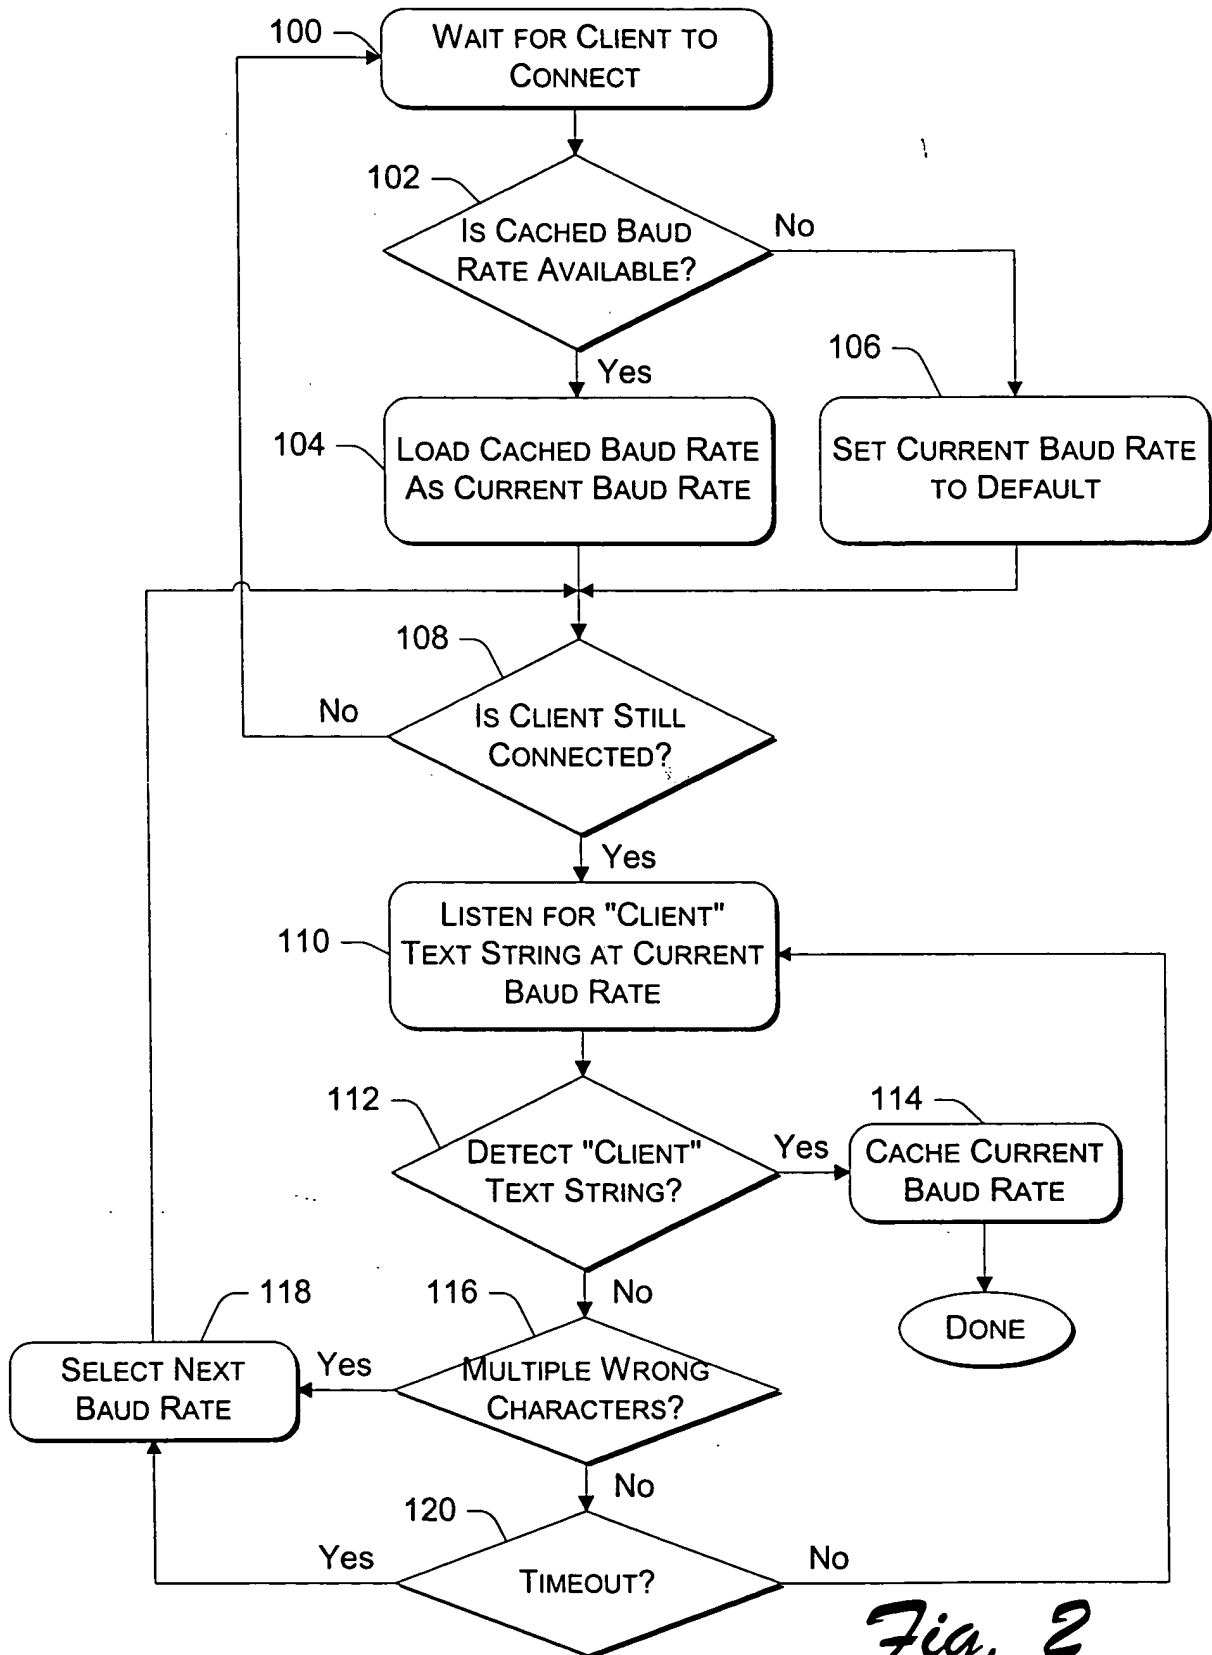 100
WAIT FOR CLIENT TO
CONNECT
102
IS CACHED BAUD
RATE AVAILABLE?
No
Yes
106
104
LOAD CACHED BAUD RATE
AS CURRENT BAUD RATE
SET CURRENT BAUD RATE
TO DEFAULT
108
No
IS CLIENT STILL
CONNECTED?
Yes
110
LISTEN FOR "CLIENT"
TEXT STRING AT CURRENT
BAUD RATE
112
DETECT "CLIENT"
TEXT STRING?
Yes
114
CACHE CURRENT
BAUD RATE
No
DONE
118
116
SELECT NEXT
BAUD RATE
Yes
MULTIPLE WRONG
CHARACTERS?
No
120
Yes
TIMEOUT?
No
Fig. 2